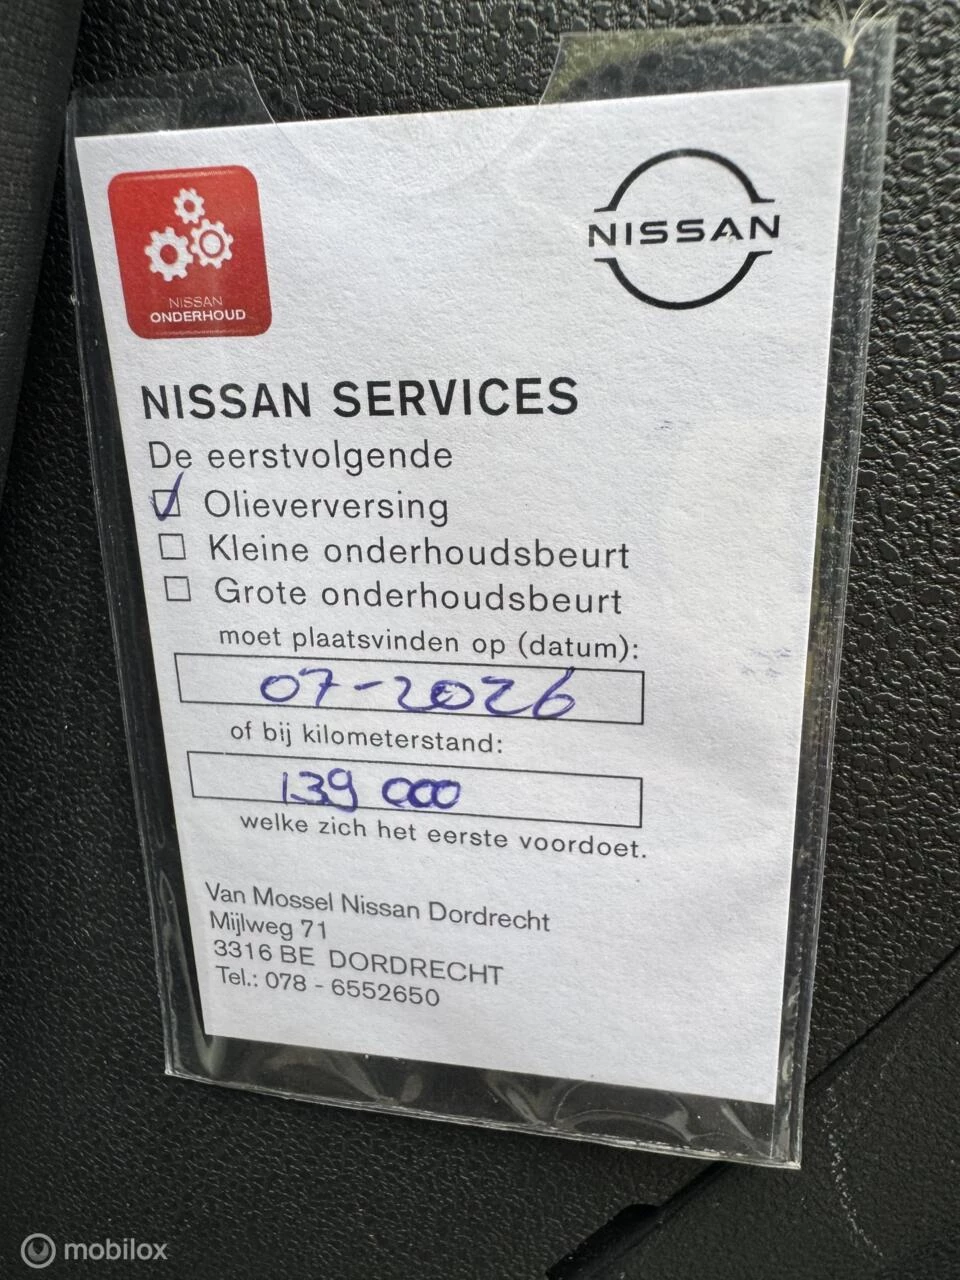 NISSAN
ONDERHOUD
NISSAN
NISSAN SERVICES
De eerstvolgende
Olieverversing
Kleine onderhoudsbeurt
Grote onderhoudsbeurt
moet plaatsvinden op (datum):
07-2026
of bij kilometerstand:
139 000
welke zich het eerste voordoet.
Van Mossel Nissan Dordrecht
Mijlweg 71
3316 BE DORDRECHT
Tel.: 078 - 6552650
mobilox